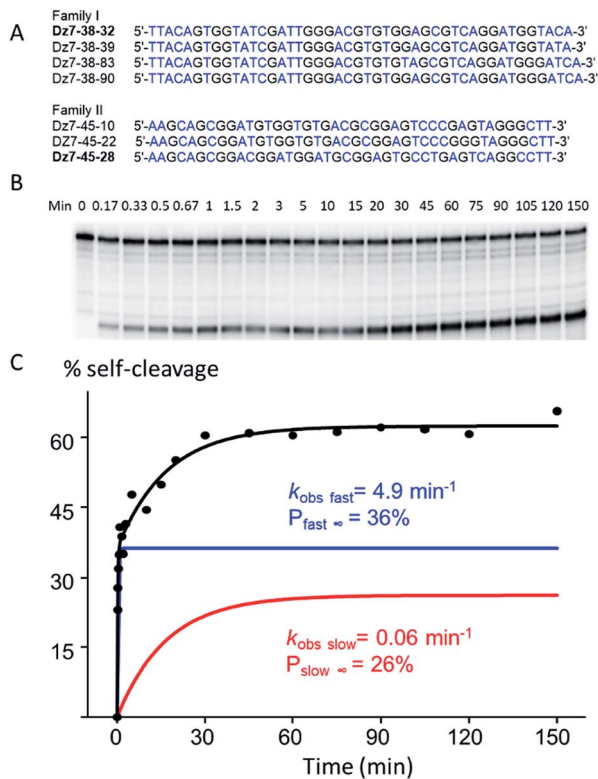 A
Family I
Dz7-38-32 5'-TTACAGTGGTATCGATTGGGACGTGTGGAGCGTCAGGATGGTACA-3'
Dz7-38-39 5'-TTACAGTGGTATCGATTGGGACGTGTGGAGCGTCAGGATGGTATA-3'
Dz7-38-83 5'-TTACAGTGGTATCGATTGGGACGTGTGTAGCGTCAGGATGGGATCA-3'
Dz7-38-90 5'-TTACAGTGGTATCGATTGGGACGTGTGGAGCGTCAGGATGGGATCA-3'
Family II
Dz7-45-10 5'-AAGCAGCGGATGTGGTGTGACGCGGAGTCCCGAGTAGGGCTT-3'
DZ7-45-22 5'-AAGCAGCGGATGTGGTGTGACGCGGAGTCCCGGGTAGGGCTT-3'
Dz7-45-28 5'-AAGCAGCGGACGGATGGATGCGGAGTGCCTGAGTCAGGCCTT-3'
B
Min 0 0.17 0.33 0.5 0.67 1 1.5 2 3 5 10 15 20 30 45 60 75 90 105 120 150
C
% self-cleavage
60
45
30
15
k obs fast = 4.9 min-1
P fast ∞ = 36%
k obs slow = 0.06 min-1
P slow ∞ = 26%
0 30 60 90 120 150
Time (min)